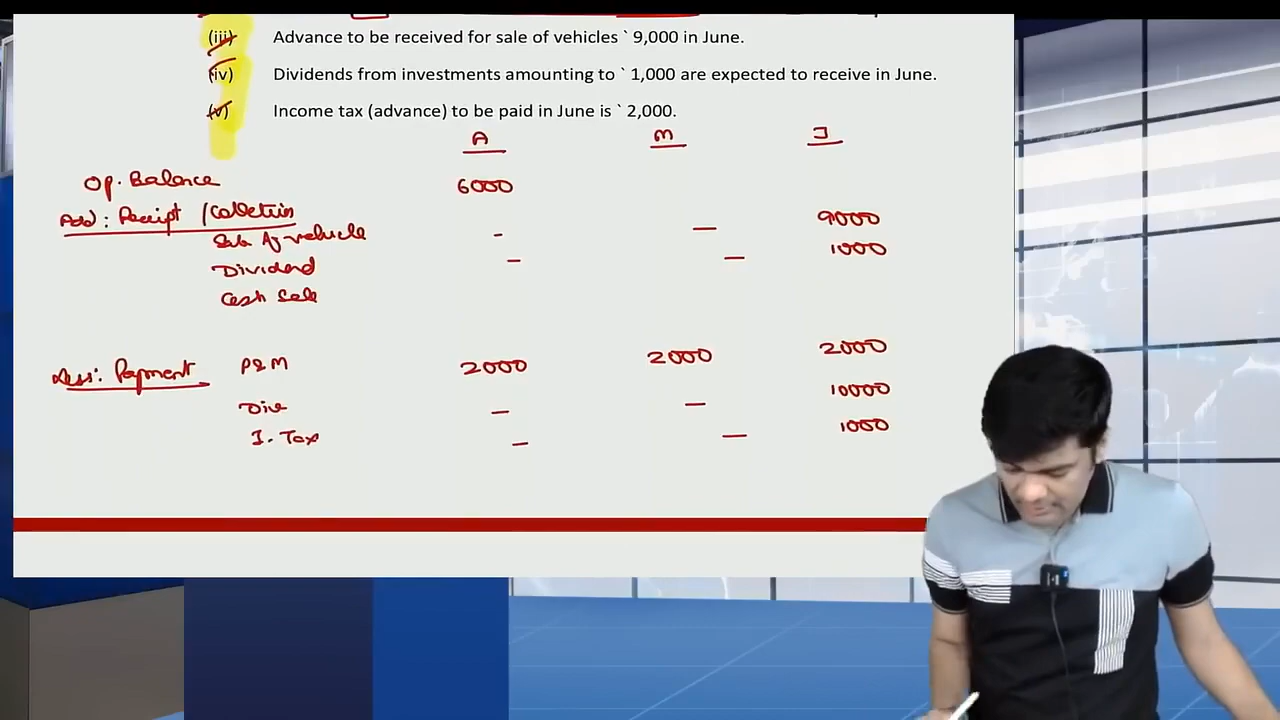 (iii) Advance to be received for sale of vehicles ` 9,000 in June.
(iv) Dividends from investments amounting to ` 1,000 are expected to receive in June.
(v) Income tax (advance) to be paid in June is ` 2,000.
A M J
Op. Balance 6000
Add: Receipt / Collection
Sale of vehicle - — 9000
Dividend — — 1000
Cash Sale
Less: Payment P&M 2000 2000 2000
Div — — 10000
I. Tax — — 1000